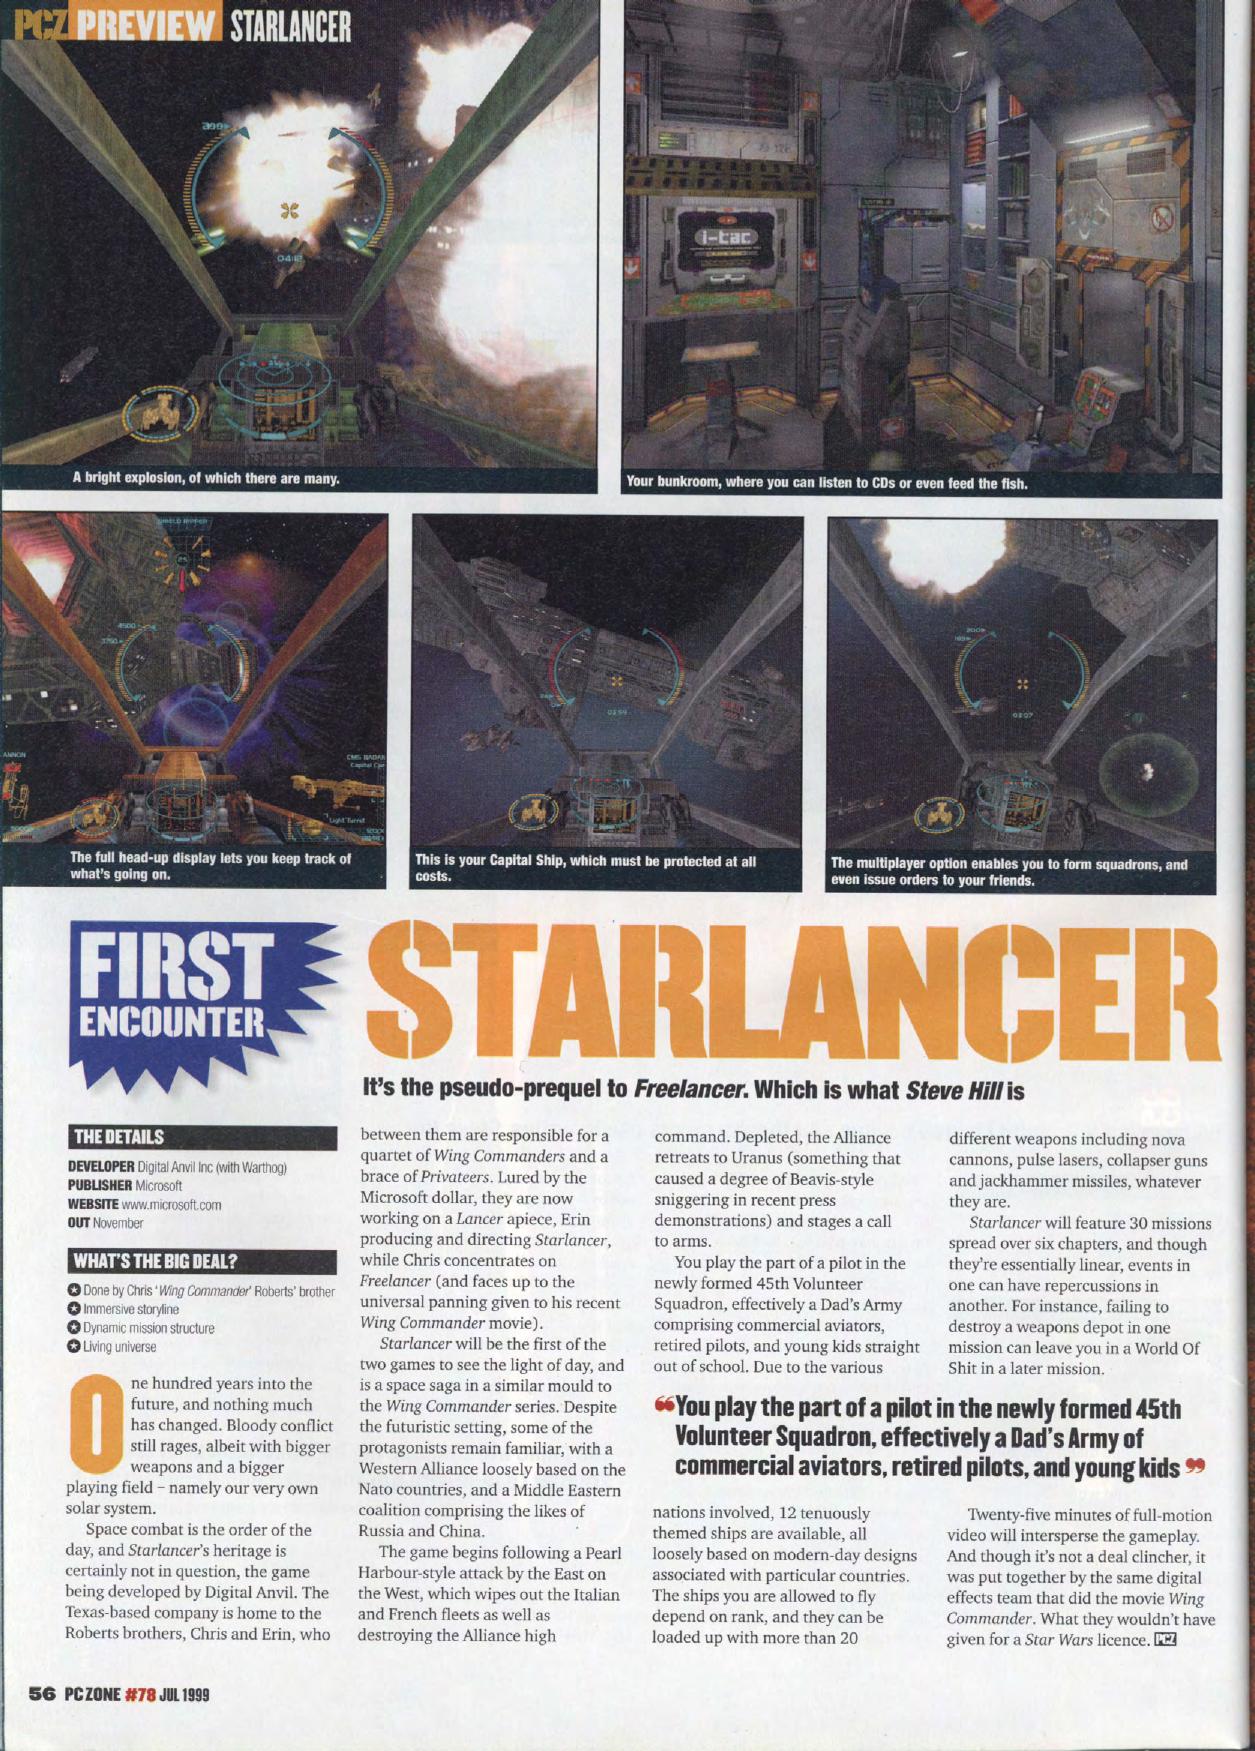 PCZ PREVIEW STARLANCER
399
04:12
i-tac
A bright explosion, of which there are many.
Your bunkroom, where you can listen to CDs or even feed the fish.
SHIELD RIPPER
4500
3750
ANNON
CMS BADAR
Light Turret
The full head-up display lets you keep track of
what's going on.
03:59
This is your Capital Ship, which must be protected at all
costs.
200
03:07
The multiplayer option enables you to form squadrons, and
even issue orders to your friends.
FIRST
ENCOUNTER
STARLANCER
It's the pseudo-prequel to Freelancer. Which is what Steve Hill is
THE DETAILS
DEVELOPER Digital Anvil Inc (with Warthog)
PUBLISHER Microsoft
WEBSITE www.microsoft.com
OUT November
WHAT'S THE BIG DEAL?
Done by Chris 'Wing Commander' Roberts' brother
Immersive storyline
Dynamic mission structure
Living universe
One hundred years into the
future, and nothing much
has changed. Bloody conflict
still rages, albeit with bigger
weapons and a bigger
playing field – namely our very own
solar system.
Space combat is the order of the
day, and Starlancer's heritage is
certainly not in question, the game
being developed by Digital Anvil. The
Texas-based company is home to the
Roberts brothers, Chris and Erin, who
between them are responsible for a
quartet of Wing Commanders and a
brace of Privateers. Lured by the
Microsoft dollar, they are now
working on a Lancer apiece, Erin
producing and directing Starlancer,
while Chris concentrates on
Freelancer (and faces up to the
universal panning given to his recent
Wing Commander movie).
Starlancer will be the first of the
two games to see the light of day, and
is a space saga in a similar mould to
the Wing Commander series. Despite
the futuristic setting, some of the
protagonists remain familiar, with a
Western Alliance loosely based on the
Nato countries, and a Middle Eastern
coalition comprising the likes of
Russia and China.
The game begins following a Pearl
Harbour-style attack by the East on
the West, which wipes out the Italian
and French fleets as well as
destroying the Alliance high
command. Depleted, the Alliance
retreats to Uranus (something that
caused a degree of Beavis-style
sniggering in recent press
demonstrations) and stages a call
to arms.
You play the part of a pilot in the
newly formed 45th Volunteer
Squadron, effectively a Dad's Army
comprising commercial aviators,
retired pilots, and young kids straight
out of school. Due to the various
❝You play the part of a pilot in the newly formed 45th
Volunteer Squadron, effectively a Dad's Army of
commercial aviators, retired pilots, and young kids❞
nations involved, 12 tenuously
themed ships are available, all
loosely based on modern-day designs
associated with particular countries.
The ships you are allowed to fly
depend on rank, and they can be
loaded up with more than 20
different weapons including nova
cannons, pulse lasers, collapser guns
and jackhammer missiles, whatever
they are.
Starlancer will feature 30 missions
spread over six chapters, and though
they're essentially linear, events in
one can have repercussions in
another. For instance, failing to
destroy a weapons depot in one
mission can leave you in a World Of
Shit in a later mission.
Twenty-five minutes of full-motion
video will intersperse the gameplay.
And though it's not a deal clincher, it
was put together by the same digital
effects team that did the movie Wing
Commander. What they wouldn't have
given for a Star Wars licence. PCZ
56 PC ZONE #78 JUL 1999